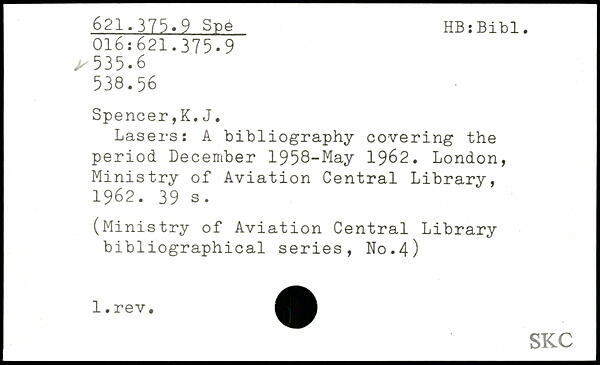 621.375.9 Spe HB:Bibl.
016:621.375.9
535.6
538.56
Spencer,K.J.
Lasers: A bibliography covering the
period December 1958-May 1962. London,
Ministry of Aviation Central Library,
1962. 39 s.
(Ministry of Aviation Central Library
bibliographical series, No.4)
1.rev.
SKC